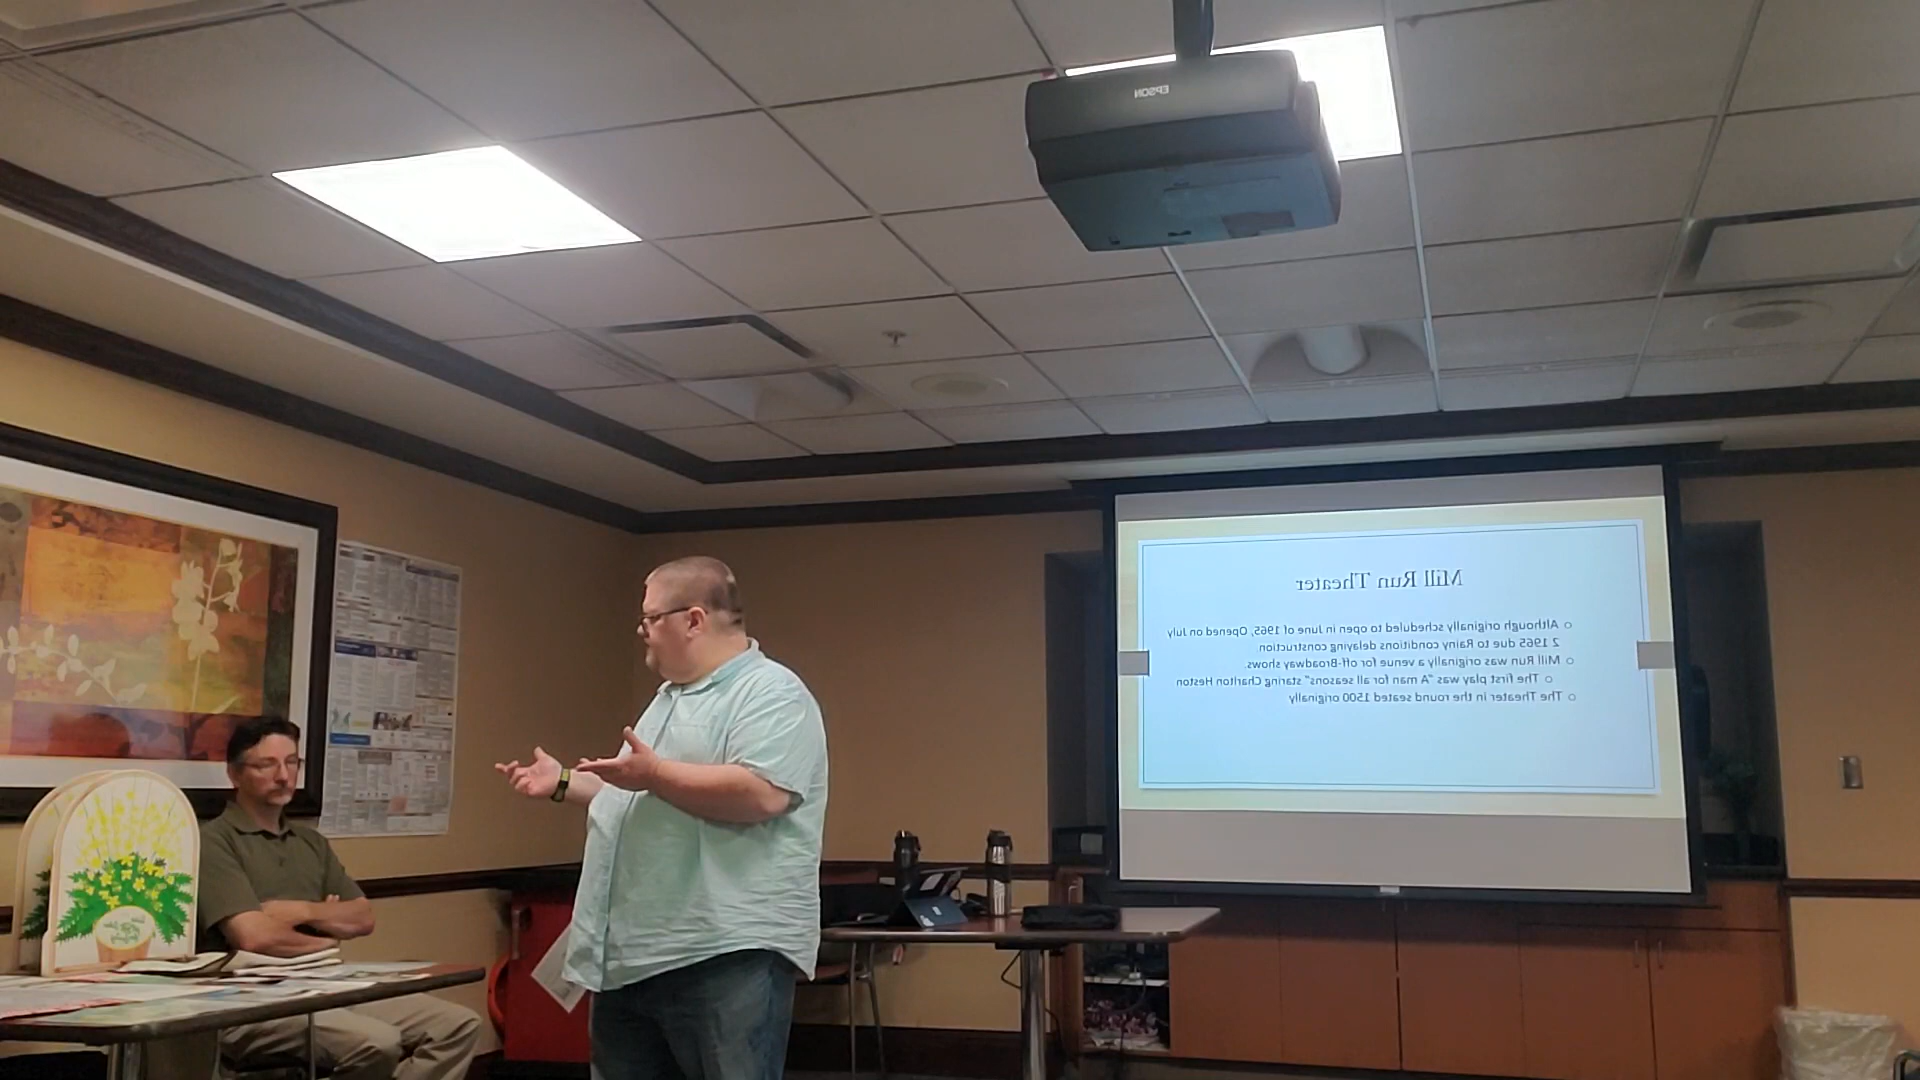 EPSON
Mill Run Theater
○ Although originally scheduled to open in June of 1965, Opened on July
2 1965 due to Rainy conditions delaying construction
○ Mill Run was originally a venue for off-Broadway shows.
○ The first play was "A man for all seasons" staring Charlton Heston
○ The Theater in the round seated 1500 originally